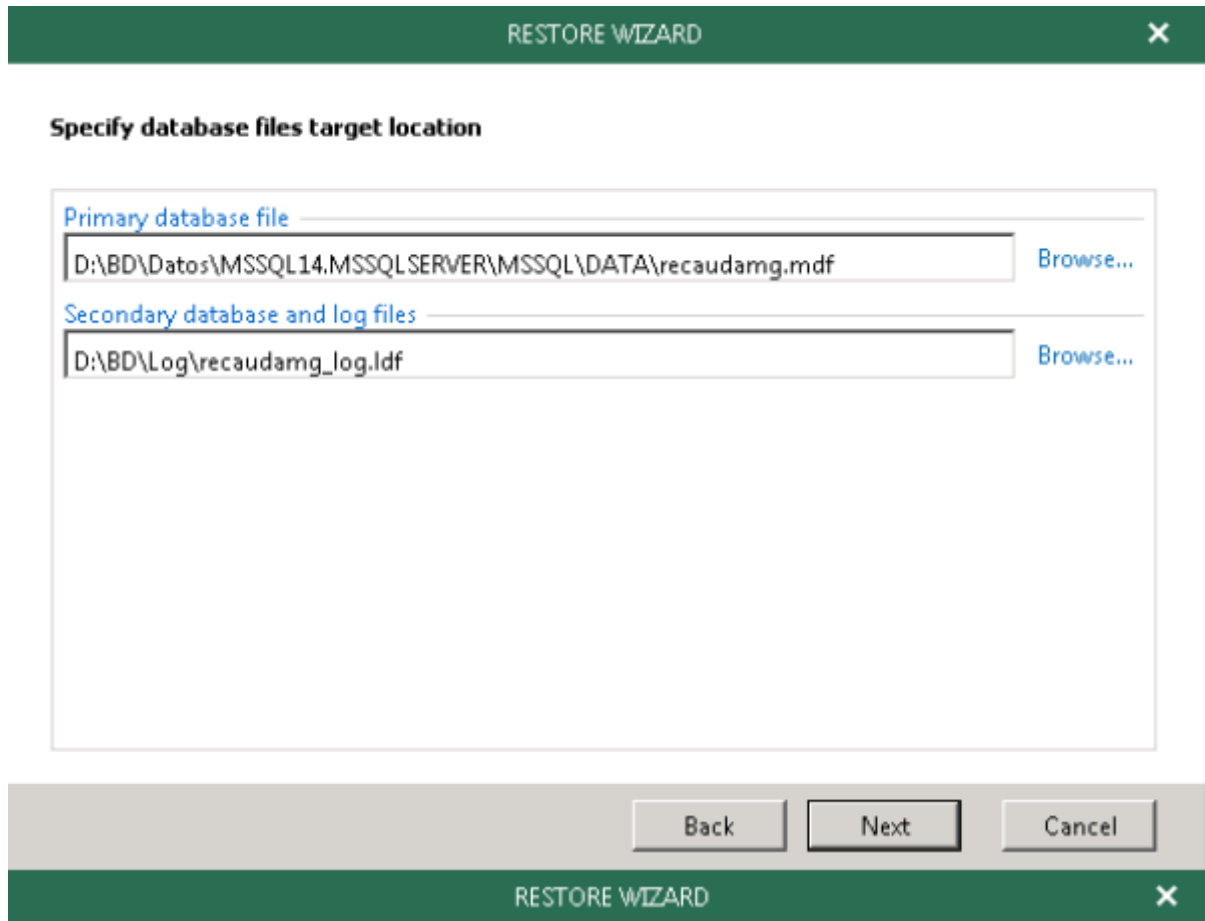 RESTORE WIZARD
Specify database files target location
Primary database file
D:\BD\Datos\MSSQL14.MSSQLSERVER\MSSQL\DATA\recaudamg.mdf
Browse...
Secondary database and log files
D:\BD\Log\recaudamg_log.ldf
Browse...
Back
Next
Cancel
RESTORE WIZARD